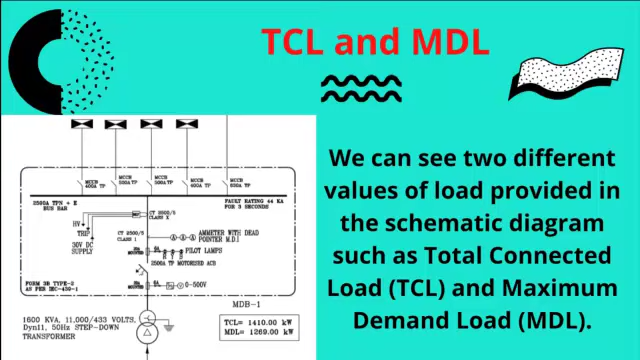 TCL and MDL
We can see two different
values of load provided in
the schematic diagram
such as Total Connected
Load (TCL) and Maximum
Demand Load (MDL).
MCCB
400A TP
MCCB
500A TP
MCCB
500A TP
MCCB
400A TP
MCCB
630A TP
2500A TPN + E
BUS BAR
FAULT RATING 44 KA
FOR 3 SECONDS
CT 2500/5
CLASS X
HV
TRIP
30V DC
SUPPLY
CT 2500/5
CLASS 1
AMMETER WITH DEAD
POINTER M.D.I
PILOT LAMPS
2500A TP MOTORISED ACB
0-500V
FORM 3B TYPE-2
AS PER IEC-439-1
MDB-1
1600 KVA, 11,000/433 VOLTS,
Dyn11, 50Hz STEP-DOWN
TRANSFORMER
TCL= 1410.00 kW
MDL= 1269.00 kW